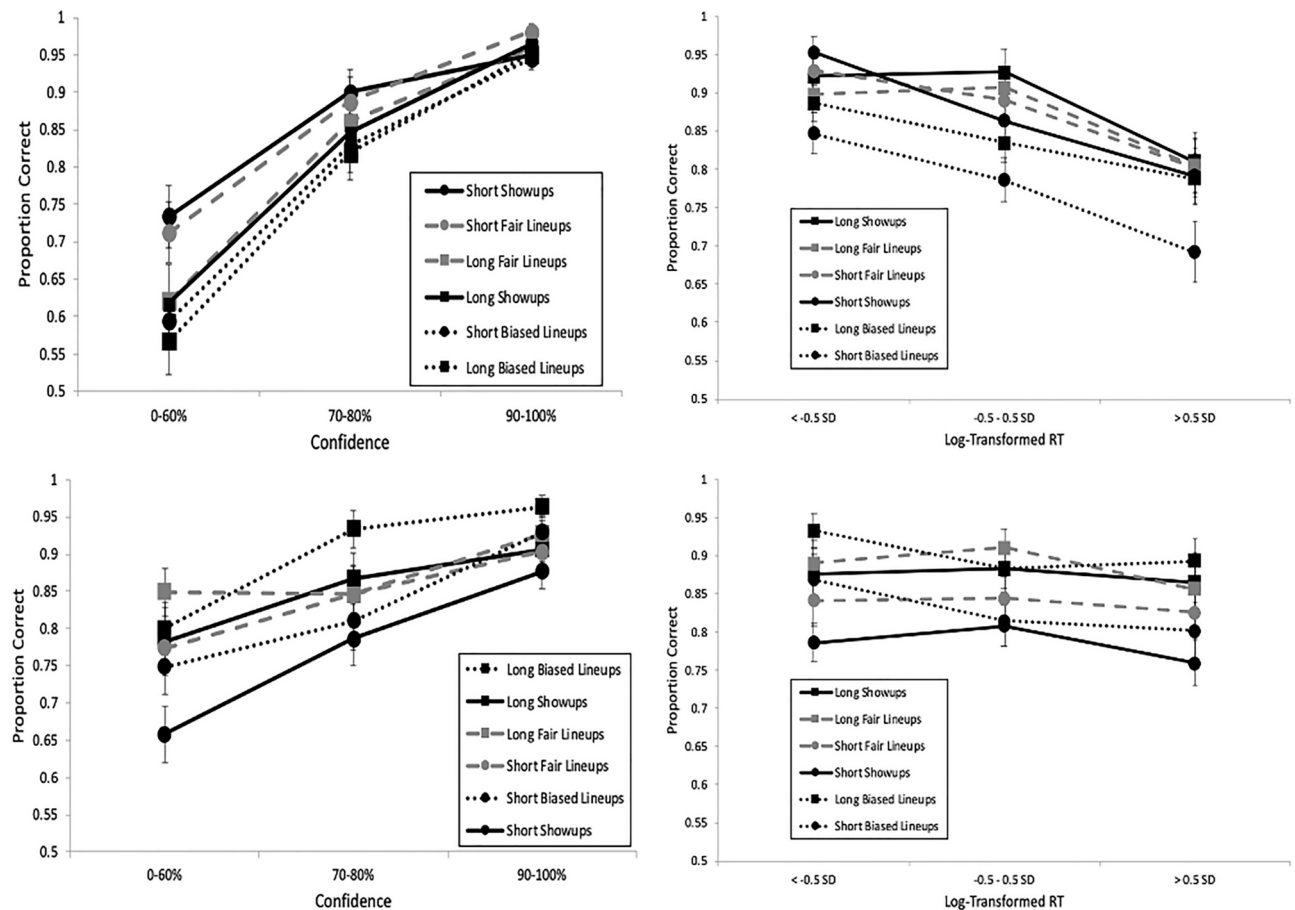 1
0.95
0.9
0.85
0.8
0.75
0.7
0.65
0.6
0.55
0.5
Proportion Correct
0-60%
70-80%
90-100%
Confidence
Short Showups
Short Fair Lineups
Long Fair Lineups
Long Showups
Short Biased Lineups
Long Biased Lineups
1
0.95
0.9
0.85
0.8
0.75
0.7
0.65
0.6
0.55
0.5
Proportion Correct
< -0.5 SD
-0.5 - 0.5 SD
> 0.5 SD
Log-Transformed RT
Long Showups
Long Fair Lineups
Short Fair Lineups
Short Showups
Long Biased Lineups
Short Biased Lineups
1
0.95
0.9
0.85
0.8
0.75
0.7
0.65
0.6
0.55
0.5
Proportion Correct
0-60%
70-80%
90-100%
Confidence
Long Biased Lineups
Long Showups
Long Fair Lineups
Short Fair Lineups
Short Biased Lineups
Short Showups
1
0.95
0.9
0.85
0.8
0.75
0.7
0.65
0.6
0.55
0.5
Proportion Correct
< -0.5 SD
-0.5 - 0.5 SD
> 0.5 SD
Log-Transformed RT
Long Showups
Long Fair Lineups
Short Fair Lineups
Short Showups
Long Biased Lineups
Short Biased Lineups